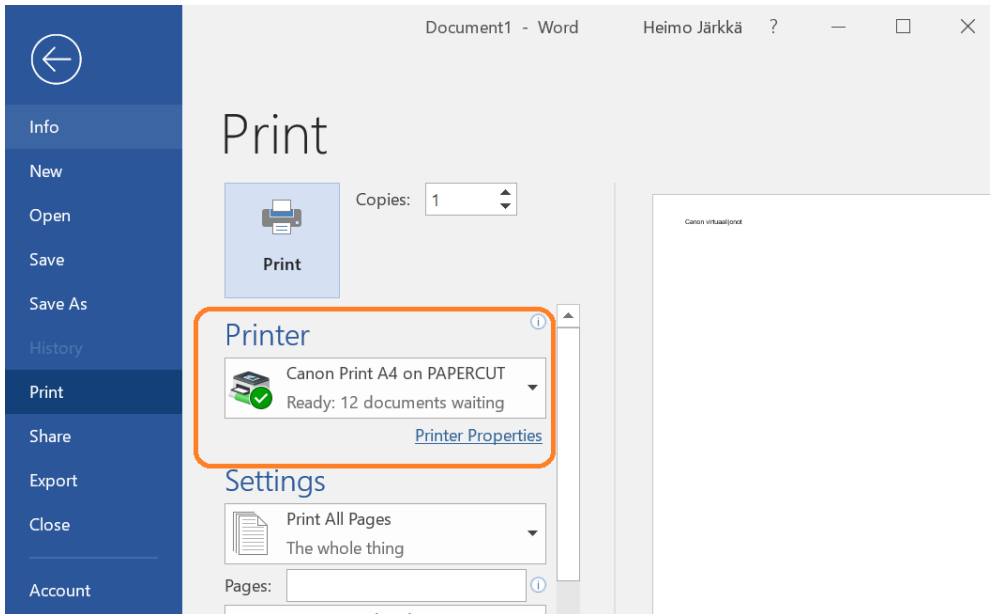 Document1 - Word
Heimo Järkkä
?
Info
New
Open
Save
Save As
History
Print
Share
Export
Close
Account
Print
Copies: 1
Print
Printer
Canon Print A4 on PAPERCUT
Ready: 12 documents waiting
Printer Properties
Settings
Print All Pages
The whole thing
Pages:
Canon virtuaalijonot